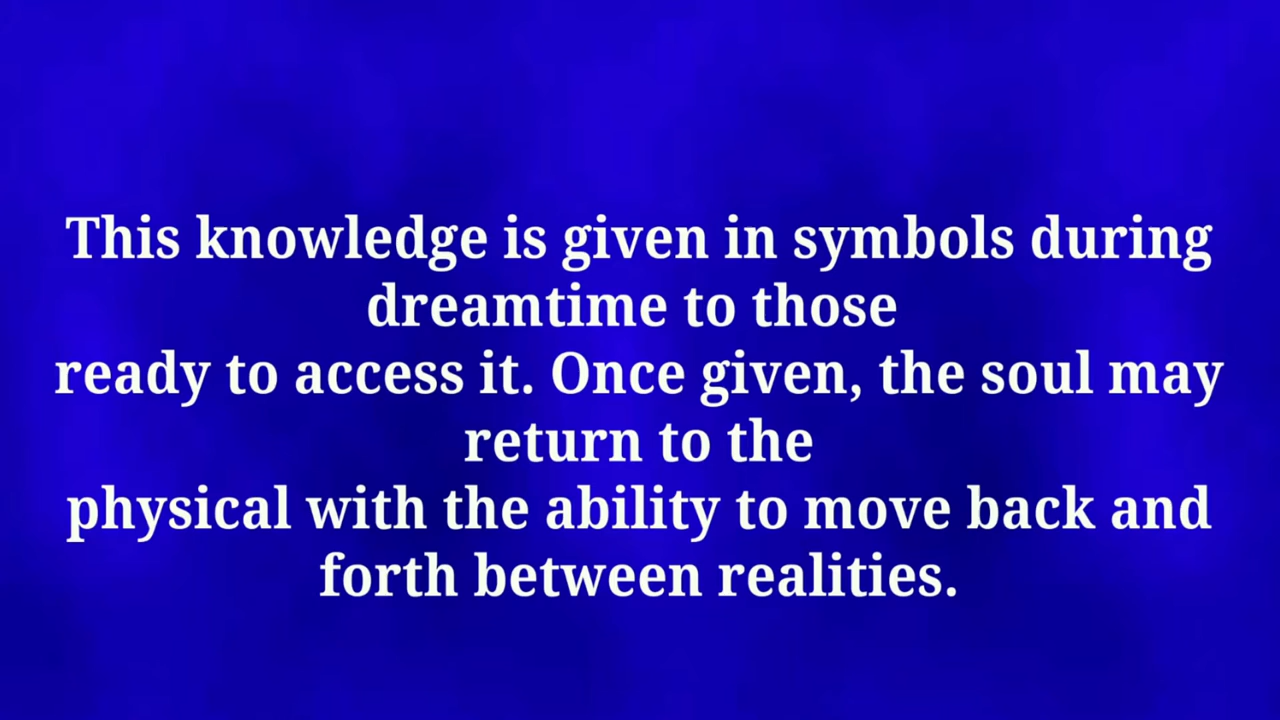 This knowledge is given in symbols during
dreamtime to those
ready to access it. Once given, the soul may
return to the
physical with the ability to move back and
forth between realities.